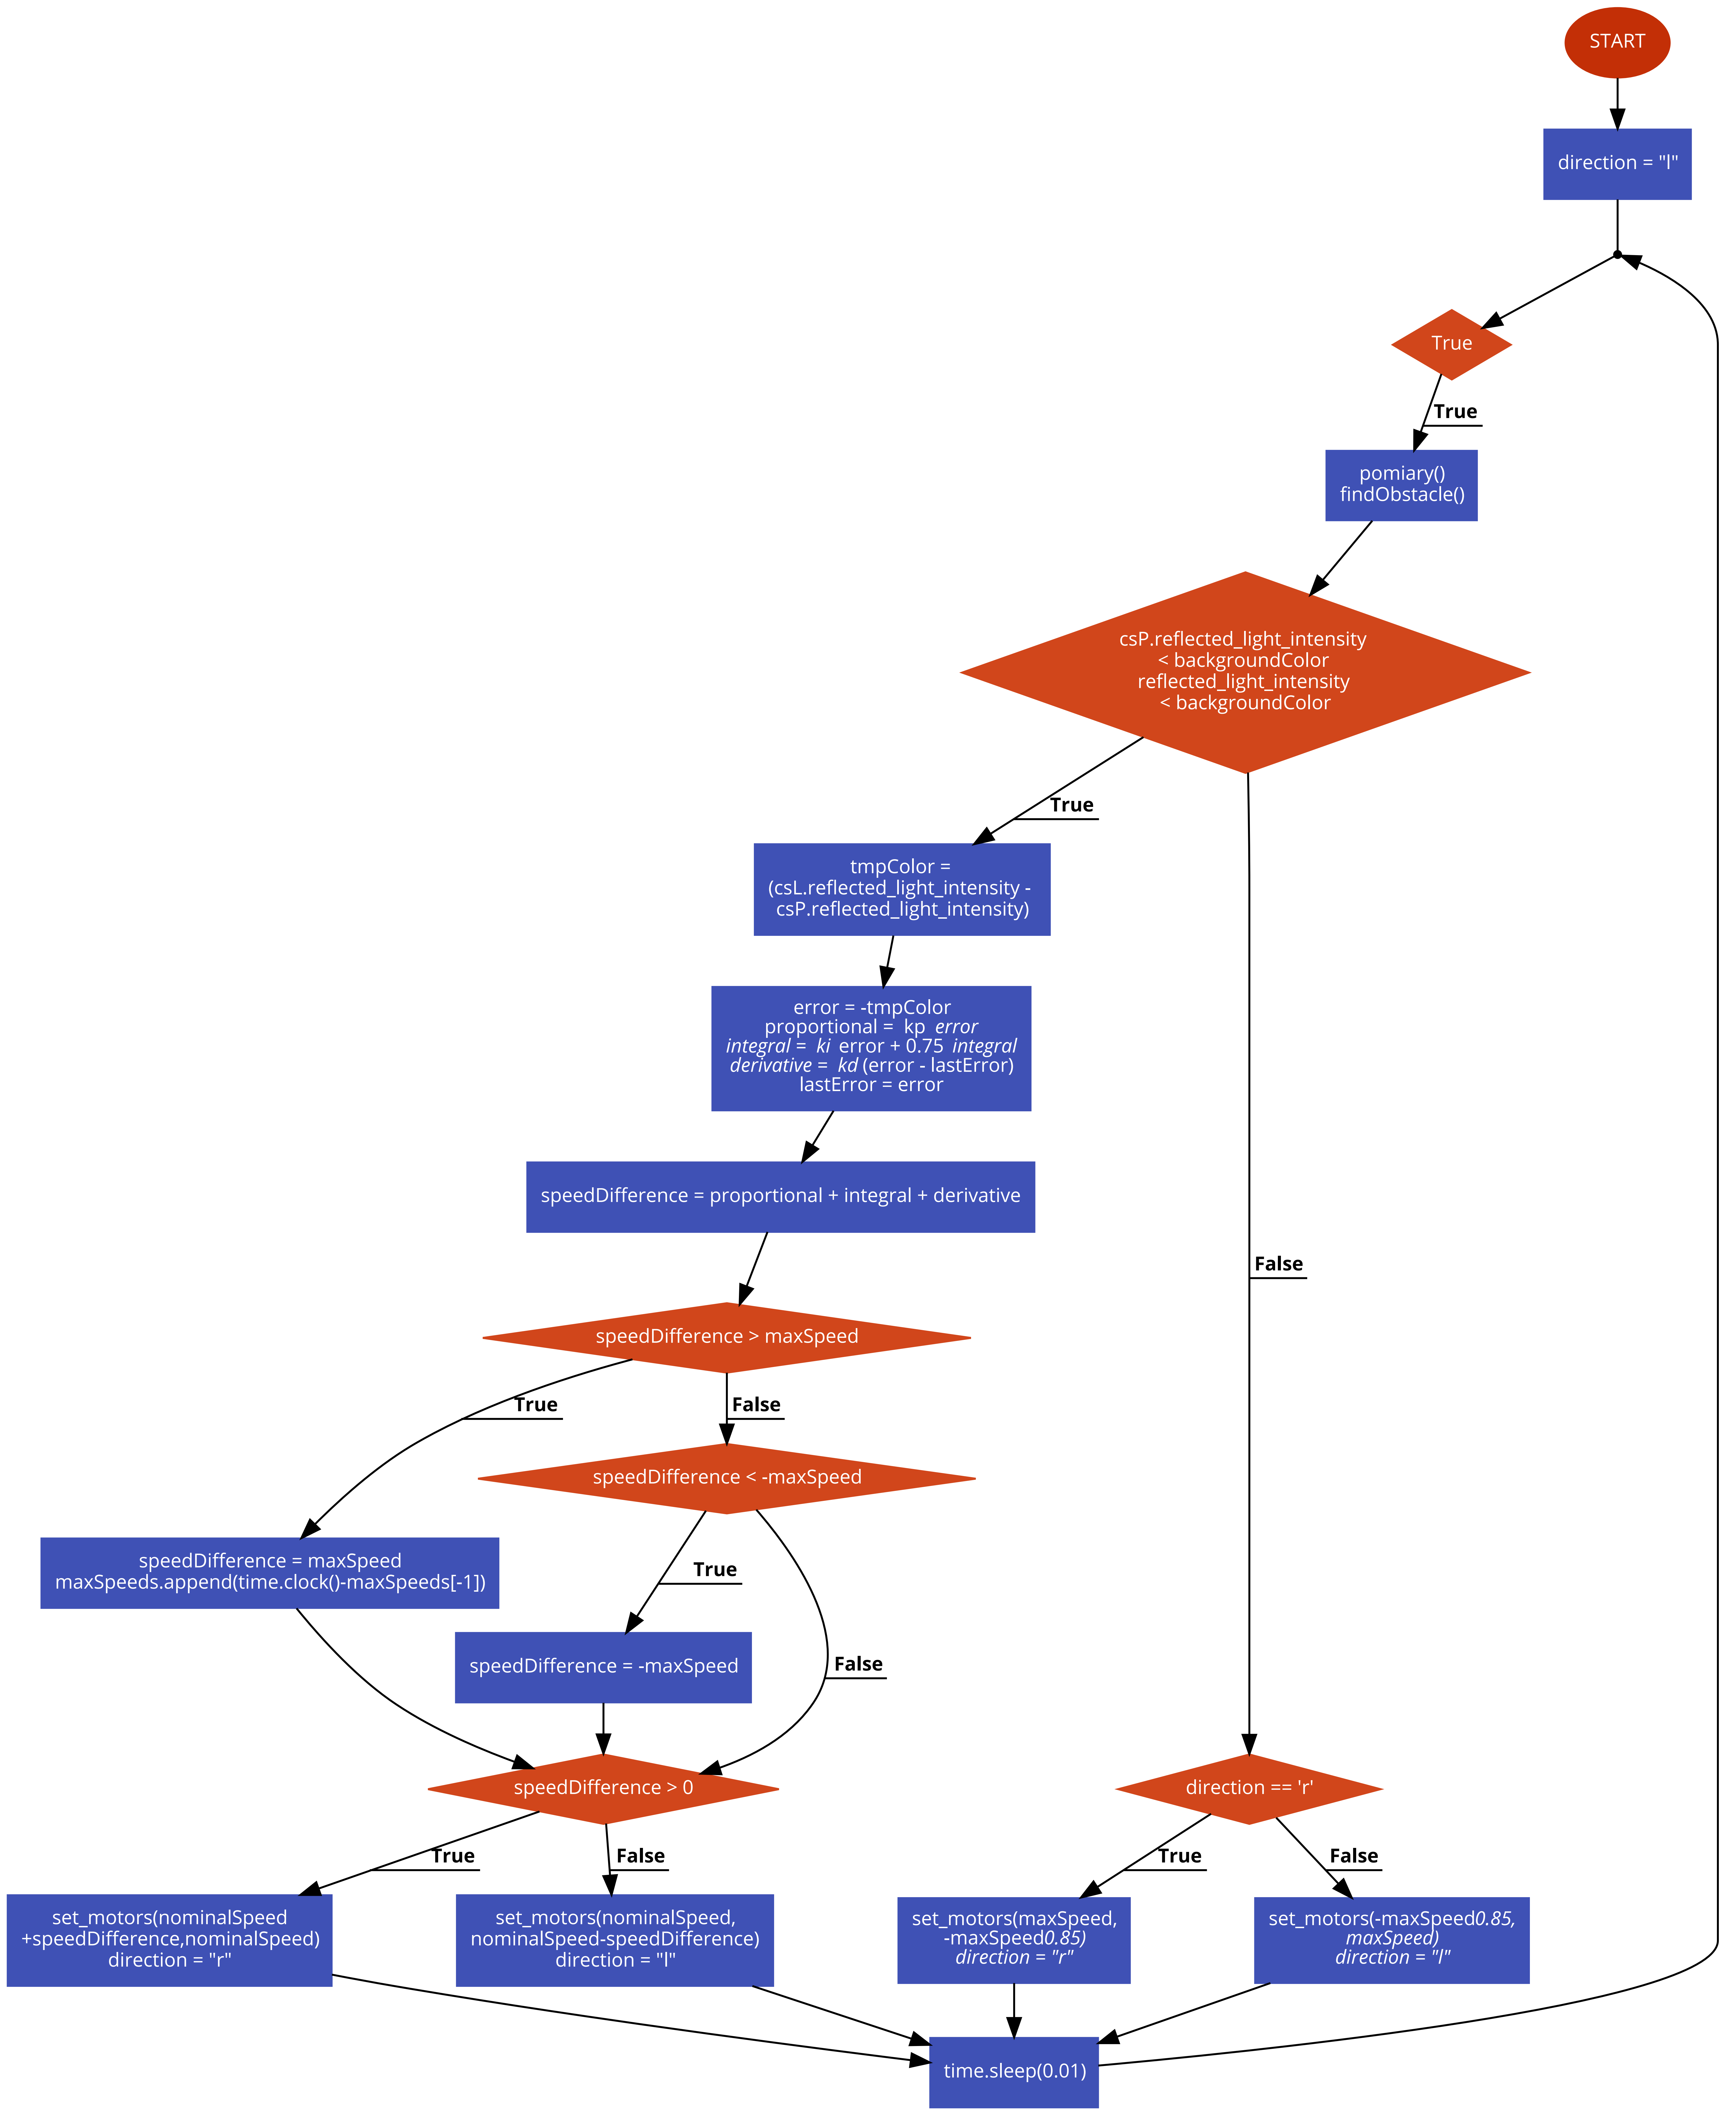 START
direction = "l"
True
True
pomiary()
findObstacle()
csP.reflected_light_intensity
< backgroundColor
reflected_light_intensity
< backgroundColor
True
False
tmpColor =
(csL.reflected_light_intensity -
csP.reflected_light_intensity)
error = -tmpColor
proportional = kp error
integral = ki error + 0.75 integral
derivative = kd (error - lastError)
lastError = error
speedDifference = proportional + integral + derivative
speedDifference > maxSpeed
True
False
speedDifference < -maxSpeed
speedDifference = maxSpeed
maxSpeeds.append(time.clock()-maxSpeeds[-1])
True
False
speedDifference = -maxSpeed
speedDifference > 0
True
False
direction == 'r'
True
False
set_motors(nominalSpeed
+speedDifference,nominalSpeed)
direction = "r"
set_motors(nominalSpeed,
nominalSpeed-speedDifference)
direction = "l"
set_motors(maxSpeed,
-maxSpeed0.85)
direction = "r"
set_motors(-maxSpeed0.85,
maxSpeed)
direction = "l"
time.sleep(0.01)